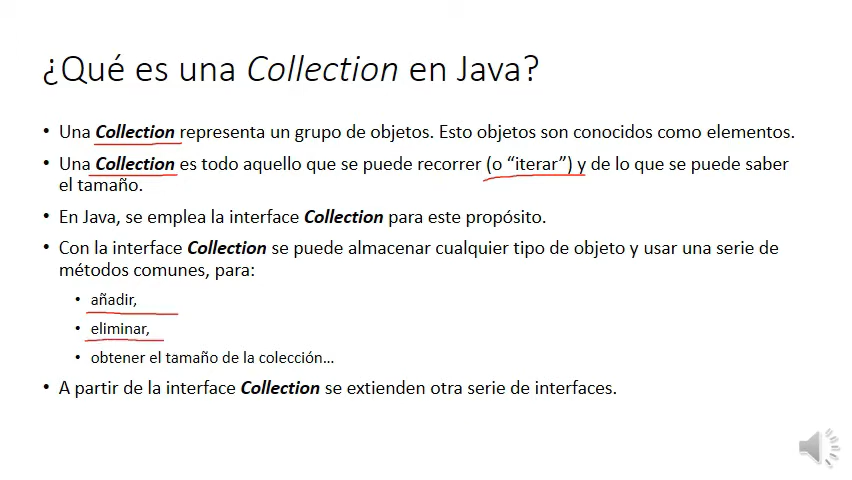 ¿Qué es una Collection en Java?
• Una Collection representa un grupo de objetos. Esto objetos son conocidos como elementos.
• Una Collection es todo aquello que se puede recorrer (o “iterar”) y de lo que se puede saber
el tamaño.
• En Java, se emplea la interface Collection para este propósito.
• Con la interface Collection se puede almacenar cualquier tipo de objeto y usar una serie de
métodos comunes, para:
• añadir,
• eliminar,
• obtener el tamaño de la colección…
• A partir de la interface Collection se extienden otra serie de interfaces.